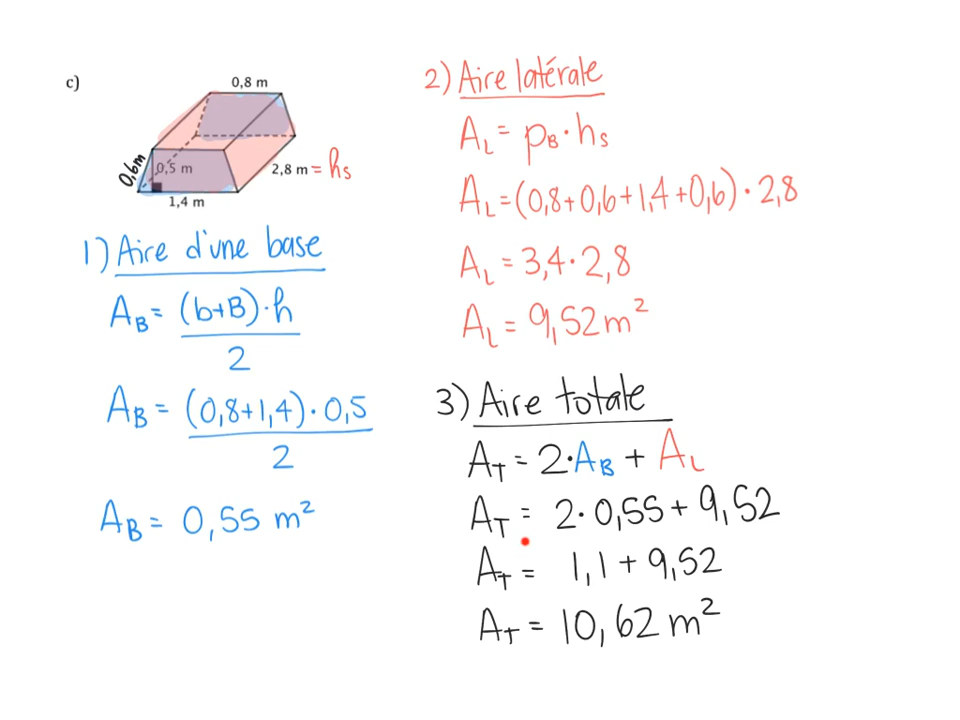 c)
0,8 m
0,6m
0,5 m
2,8 m = hs
1,4 m
1) Aire d'une base
AB = (b+B)·h
2
AB = (0,8+1,4)·0,5
2
AB = 0,55 m²
2) Aire latérale
AL = PB·hs
AL = (0,8+0,6+1,4+0,6)·2,8
AL = 3,4·2,8
AL = 9,52 m²
3) Aire totale
AT = 2·AB + AL
AT = 2·0,55 + 9,52
AT = 1,1 + 9,52
AT = 10,62 m²